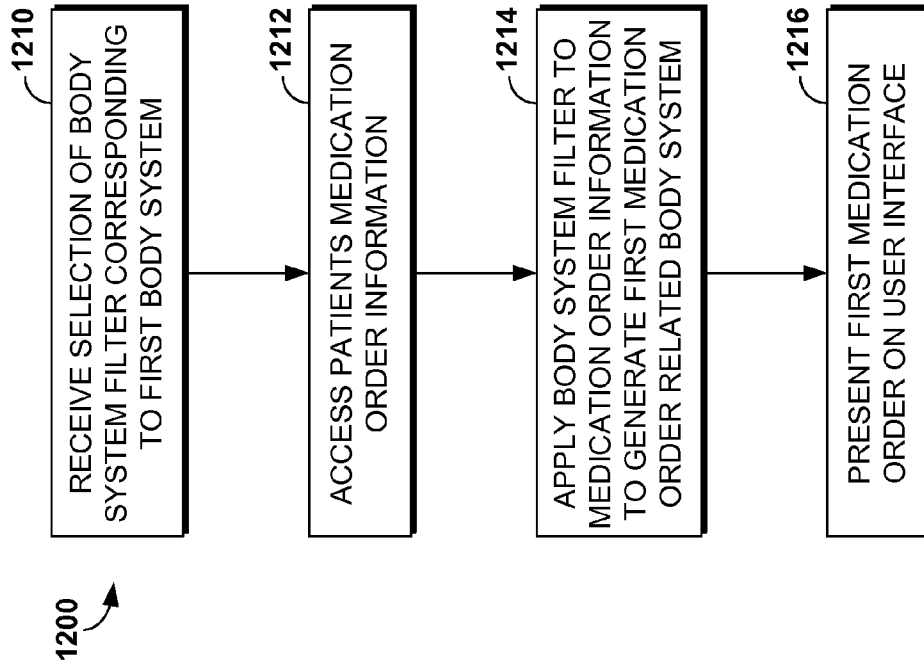 1200
1210
RECEIVE SELECTION OF BODY
SYSTEM FILTER CORRESPONDING
TO FIRST BODY SYSTEM
1212
ACCESS PATIENTS MEDICATION
ORDER INFORMATION
1214
APPLY BODY SYSTEM FILTER TO
MEDICATION ORDER INFORMATION
TO GENERATE FIRST MEDICATION
ORDER RELATED BODY SYSTEM
1216
PRESENT FIRST MEDICATION
ORDER ON USER INTERFACE